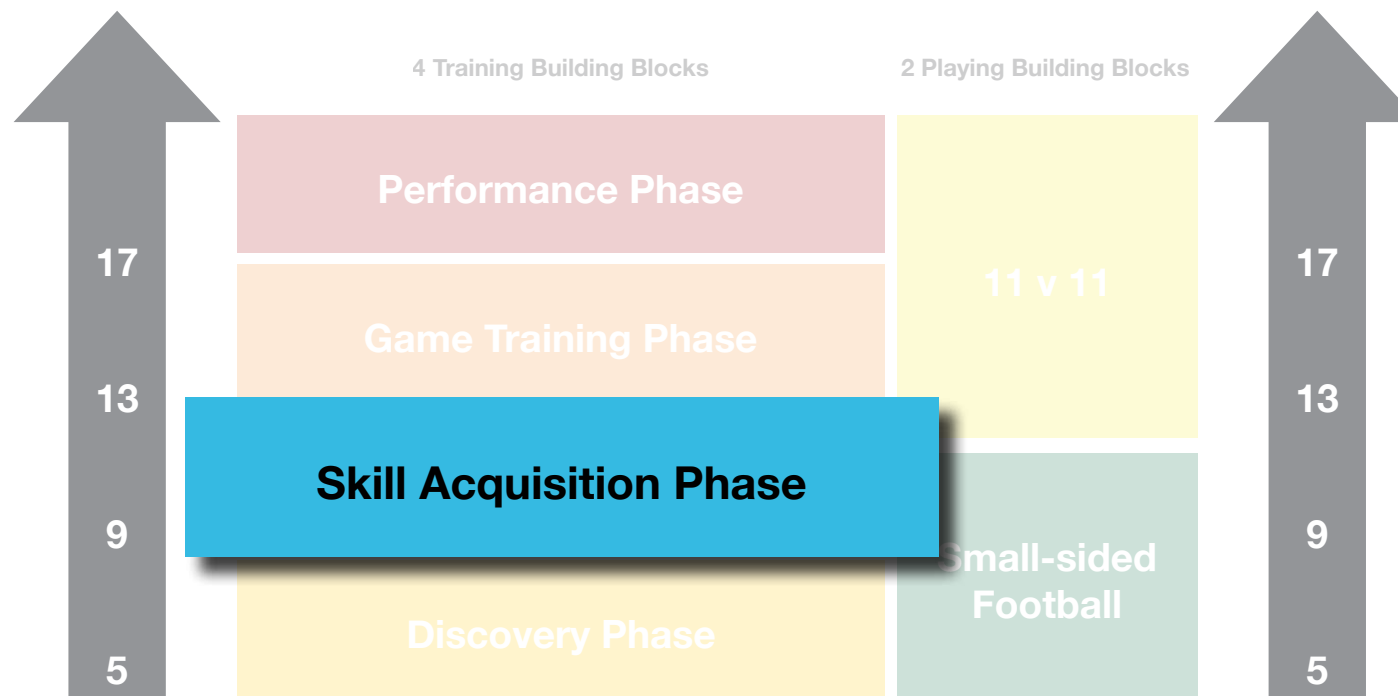 4 Training Building Blocks
2 Playing Building Blocks
Performance Phase
17
11 v 11
17
Game Training Phase
13
13
Skill Acquisition Phase
9
9
Small-sided
Football
Discovery Phase
5
5